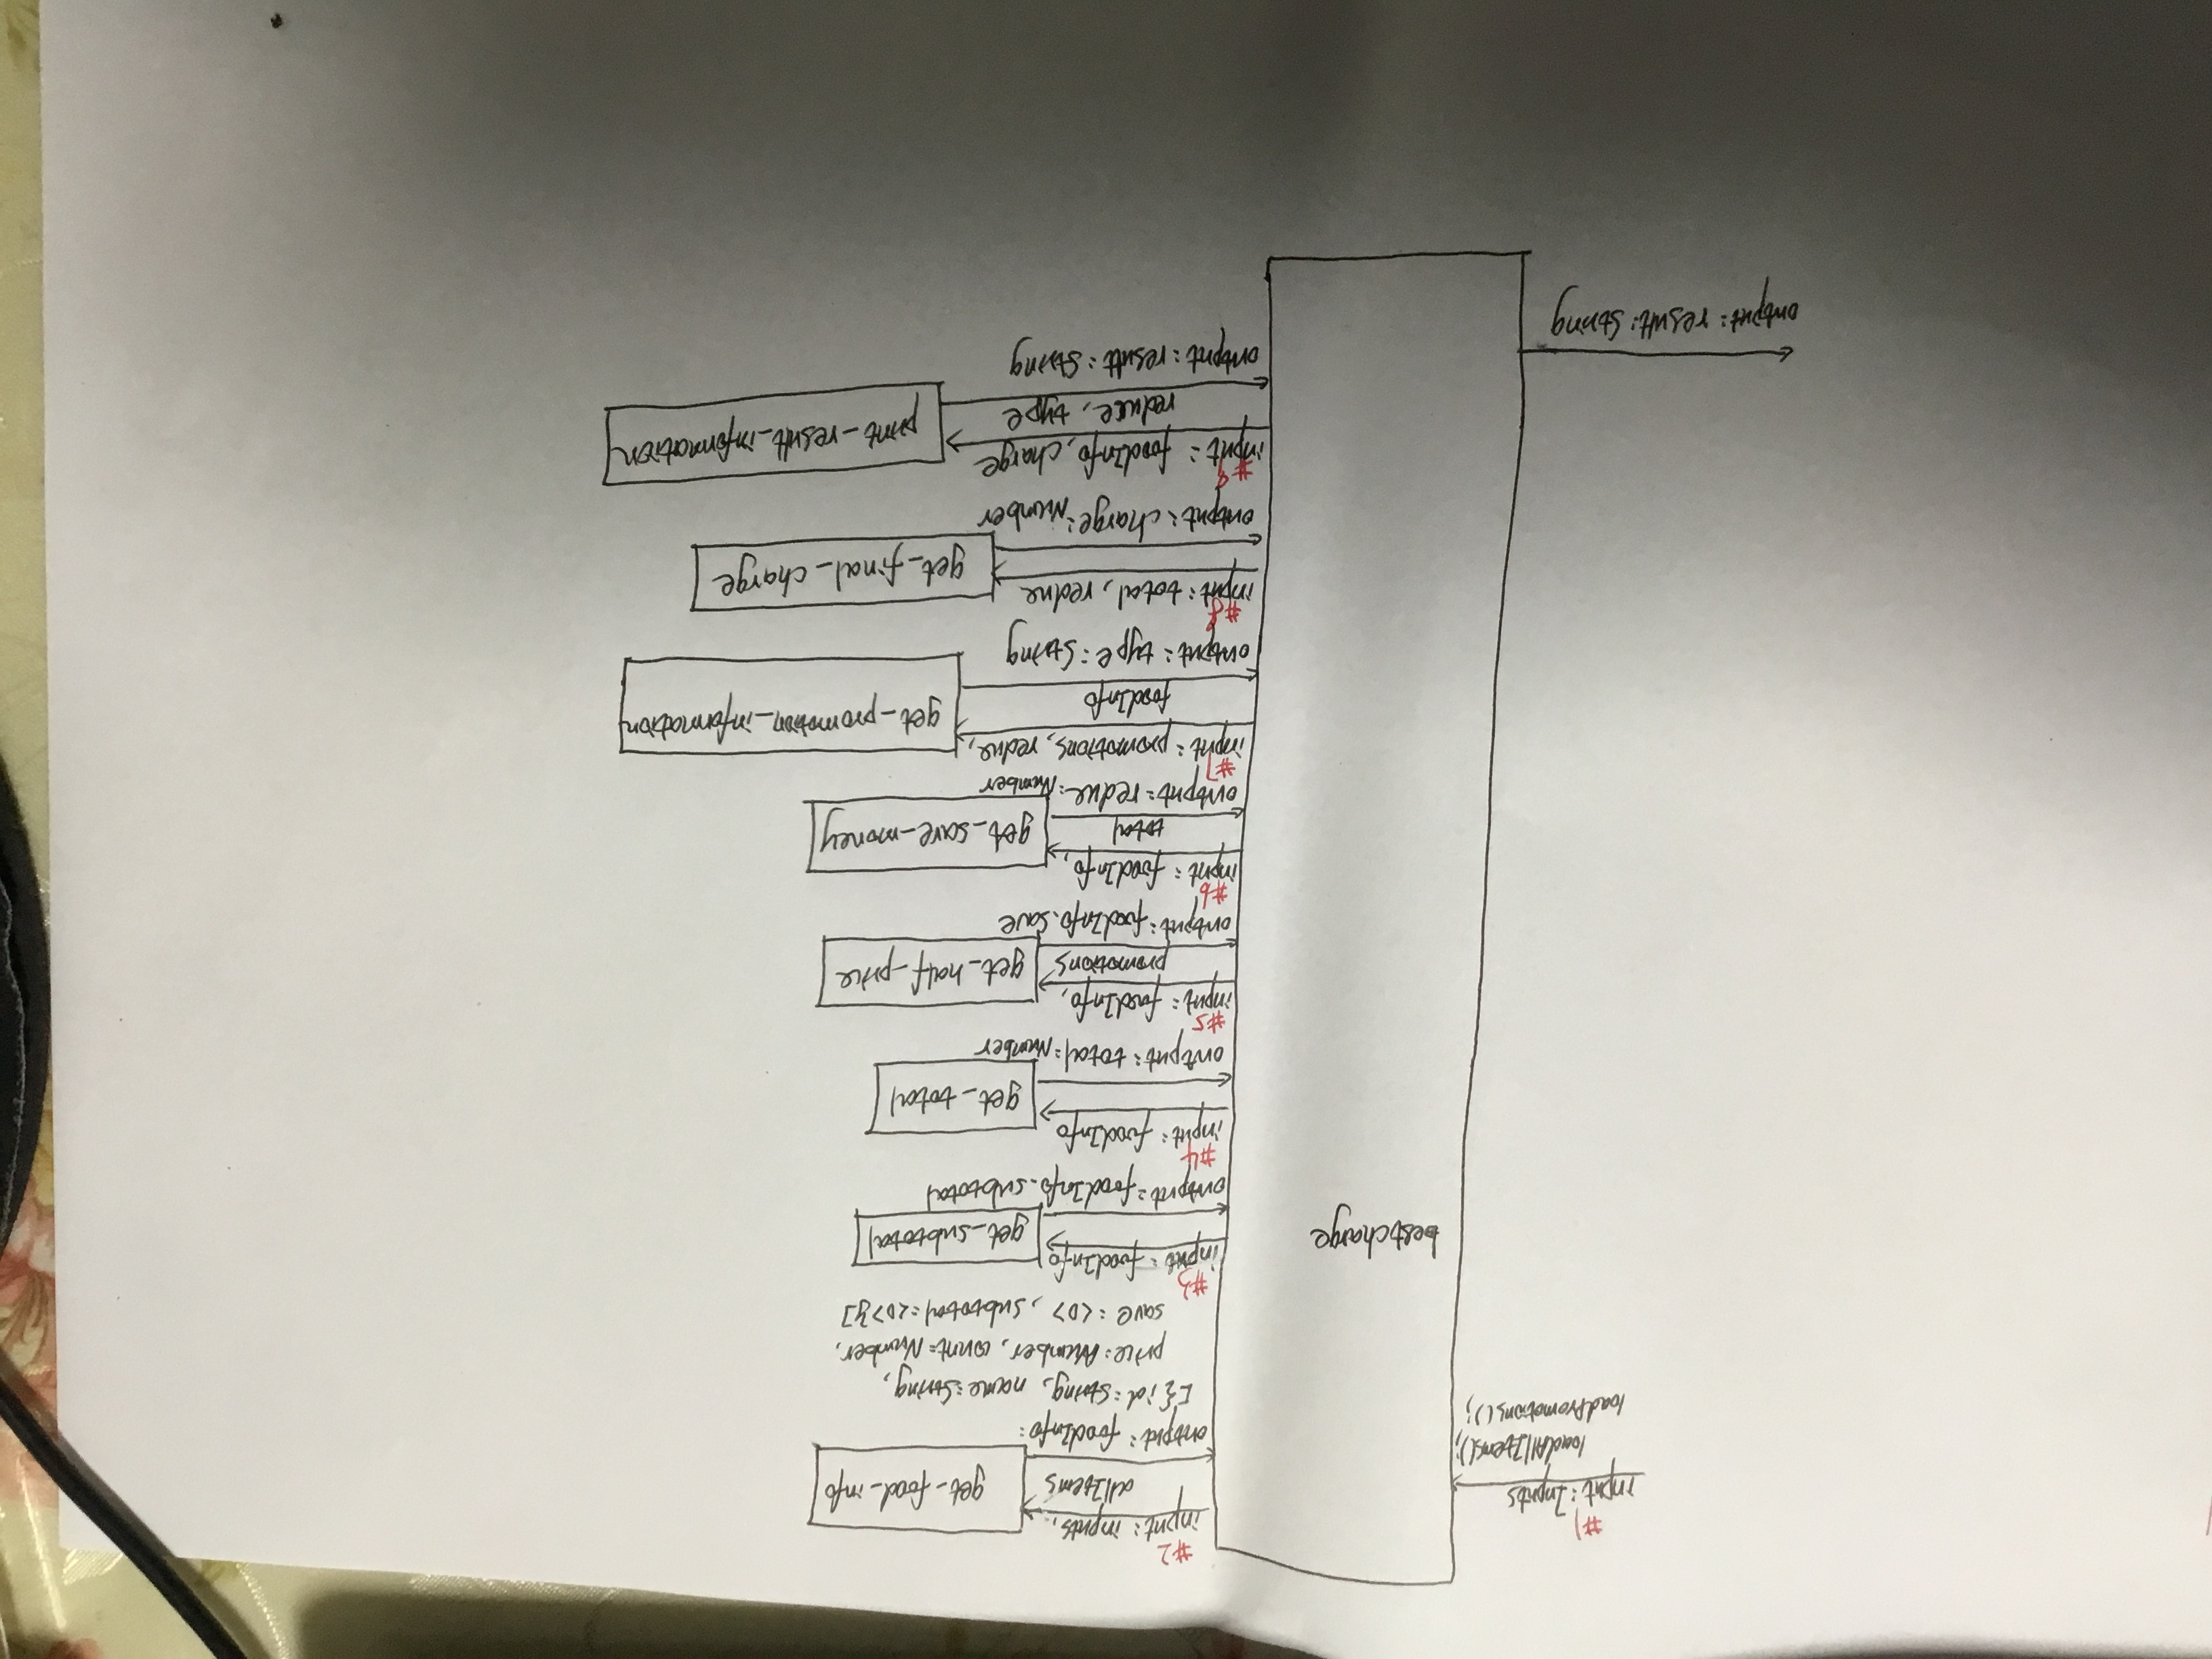 #1
input: Inputs
loadAllItems();
loadPromotions();
bestcharge
#2
input: inputs,
allItems
get_food_info
output: foodInfo:
[{id:String, name:String,
price:Number, count:Number,
save:<0>, subtotal:<0>}]
#3
input: foodInfo
get_subtotal
output: foodInfo.subtotal
#4
input: foodInfo
get_total
output: total:Number
#5
input: foodInfo,
promotions
get_half_price
output: foodInfo.save
#6
input: foodInfo,
total
get_save_money
output: redue:Number
#7
input: promotions, redue,
foodInfo
get_promotion_information
output: type:String
#8
input: total, redue
get_final_charge
output: charge:Number
#9
input: foodInfo, charge
reduce, type
print_result_information
output: result: String
output: result: String